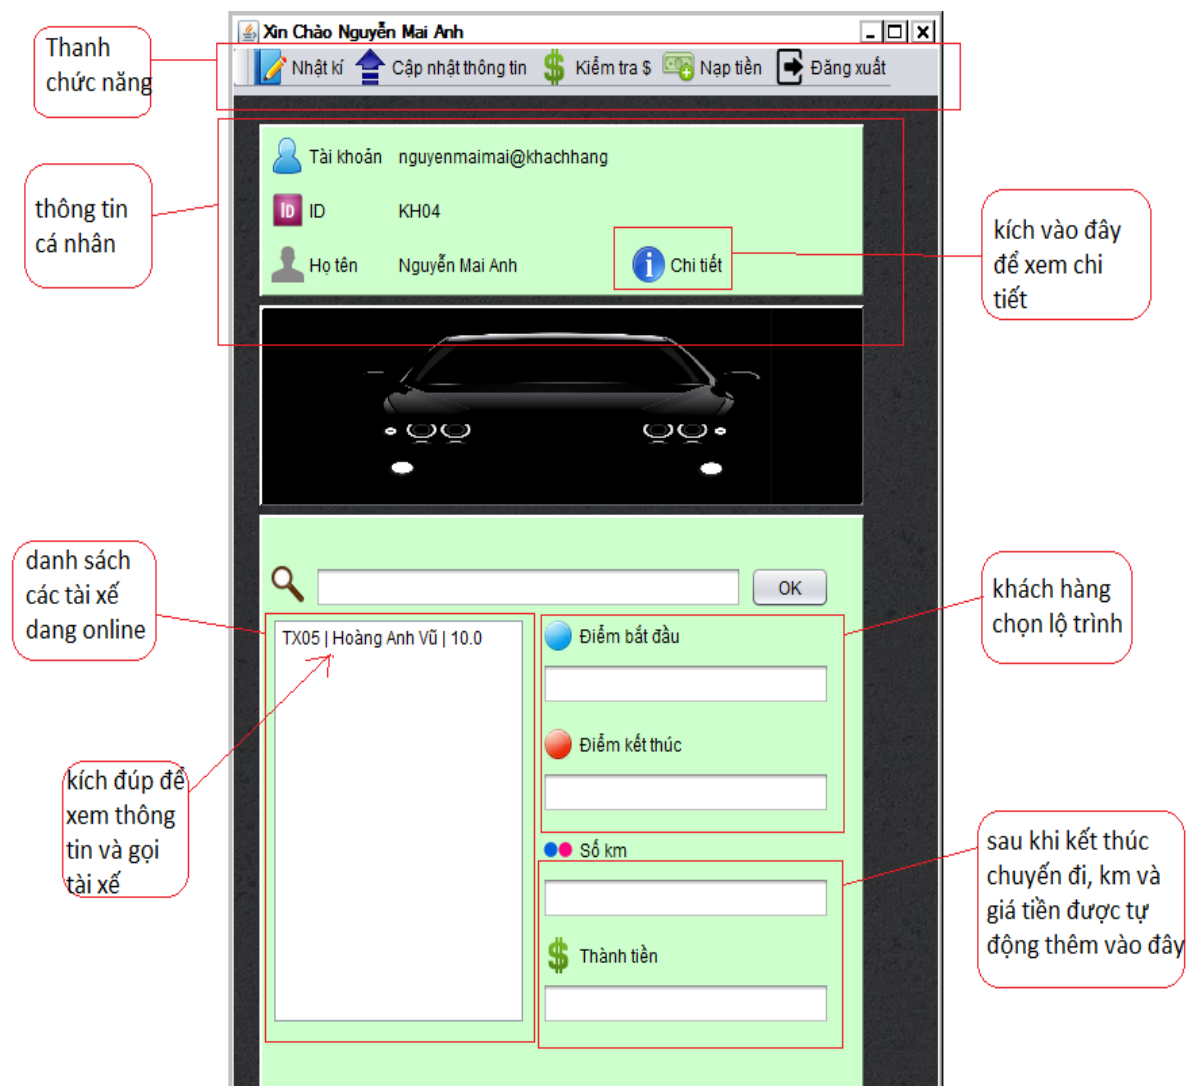 Xin Chào Nguyễn Mai Anh
Thanh
chức năng
Nhật kí Cập nhật thông tin Kiểm tra $ Nạp tiền Đăng xuất
Tài khoản nguyenmaimai@khachhang
ID ID KH04
Họ tên Nguyễn Mai Anh Chi tiết
thông tin
cá nhân
kích vào đây
để xem chi
tiết
danh sách
các tài xế
dang online
OK
TX05 | Hoàng Anh Vũ | 10.0
Điểm bắt đầu
khách hàng
chọn lộ trình
Điểm kết thúc
kích đúp để
xem thông
tin và gọi
tài xế
Số km
Thành tiền
sau khi kết thúc
chuyến đi, km và
giá tiền được tự
động thêm vào đây